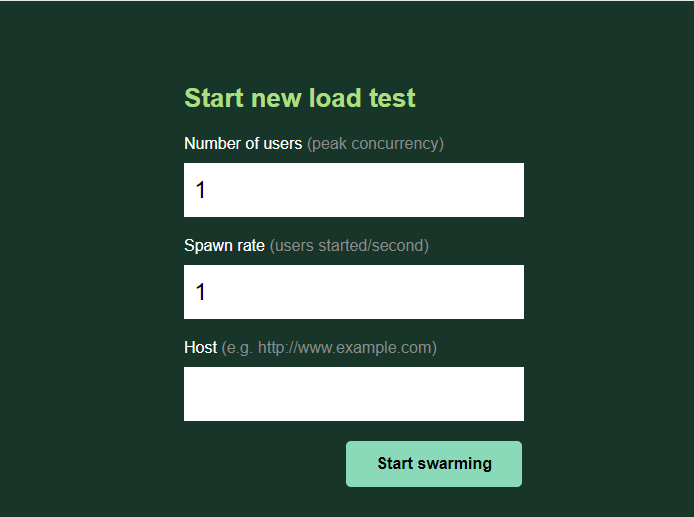 Start new load test
Number of users (peak concurrency)
1
Spawn rate (users started/second)
1
Host (e.g. http://www.example.com)
Start swarming